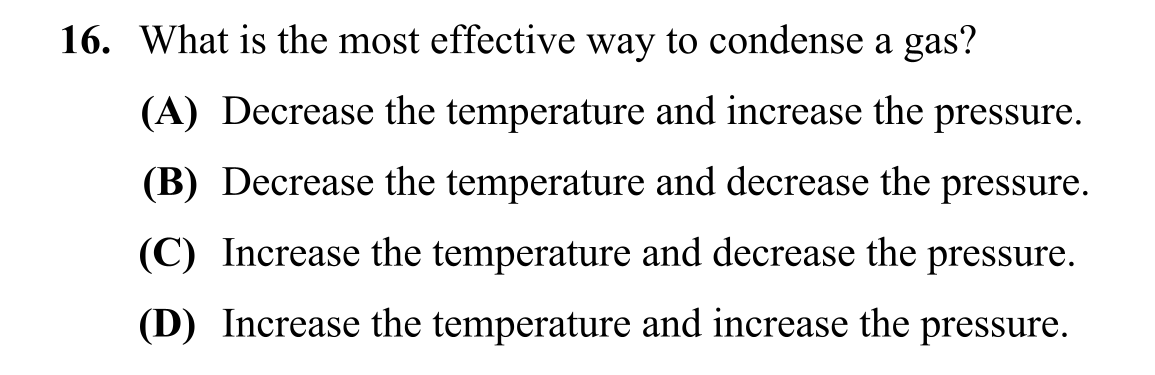 16. What is the most effective way to condense a gas?
(A) Decrease the temperature and increase the pressure.
(B) Decrease the temperature and decrease the pressure.
(C) Increase the temperature and decrease the pressure.
(D) Increase the temperature and increase the pressure.